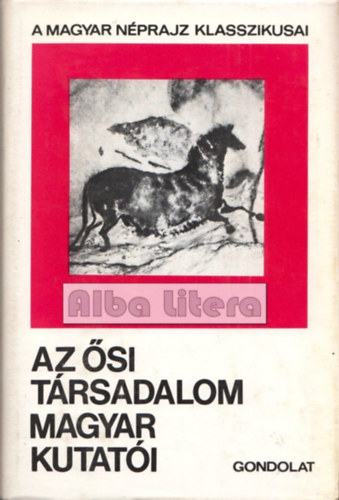 A MAGYAR NÉPRAJZ KLASSZIKUSAI
Alba Litera
AZ ŐSI
TÁRSADALOM
MAGYAR
KUTATÓI
GONDOLAT